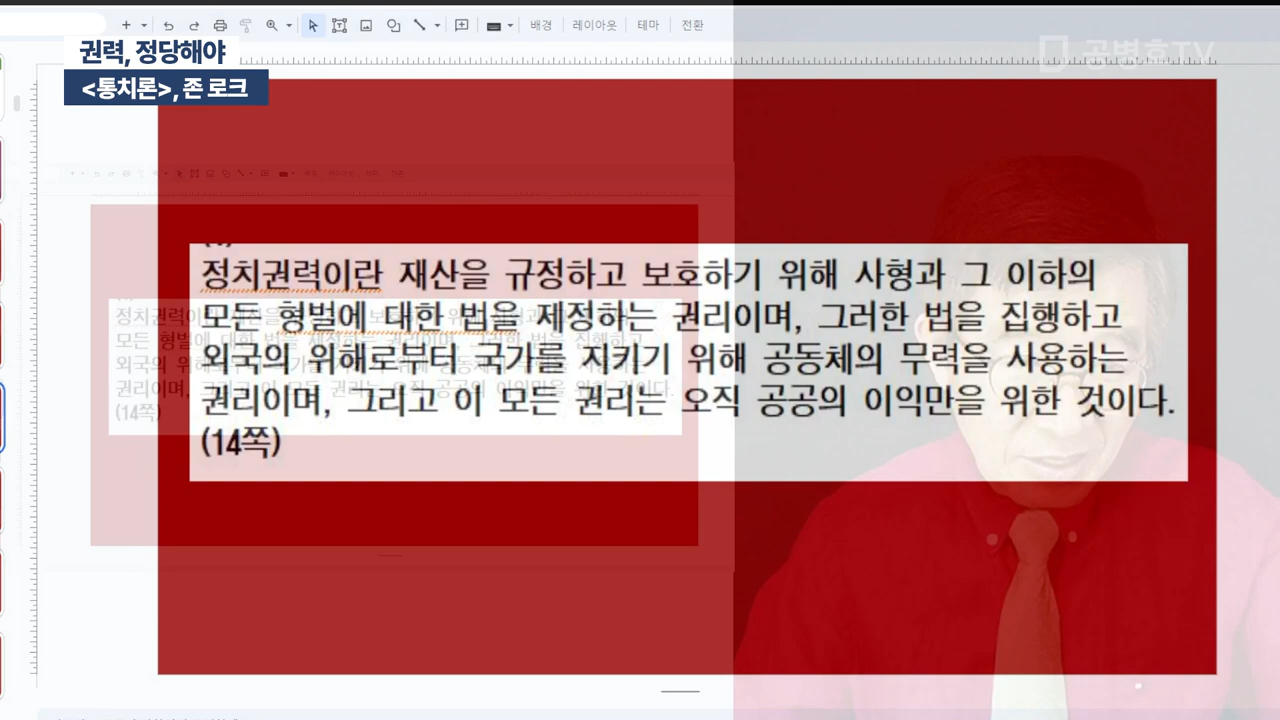 배경 레이아웃 테마 전환
권력, 정당해야
<통치론>, 존 로크
공병호TV
정치권력이란 재산을 규정하고 보호하기 위해 사형과 그 이하의
모든 형벌에 대한 법을 제정하는 권리이며, 그러한 법을 집행하고
외국의 위해로부터 국가를 지키기 위해 공동체의 무력을 사용하는
권리이며, 그리고 이 모든 권리는 오직 공공의 이익만을 위한 것이다.
(14쪽)